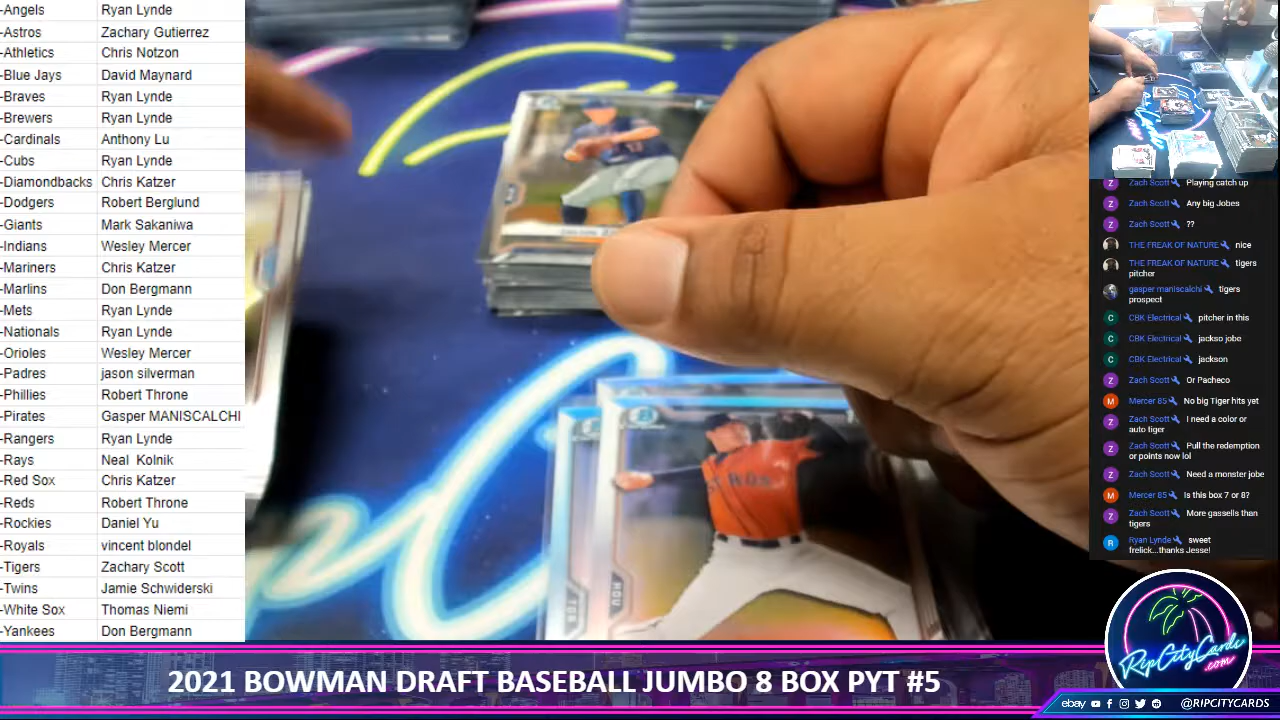 -Angels Ryan Lynde
-Astros Zachary Gutierrez
-Athletics Chris Notzon
-Blue Jays David Maynard
-Braves Ryan Lynde
-Brewers Ryan Lynde
-Cardinals Anthony Lu
-Cubs Ryan Lynde
-Diamondbacks Chris Katzer
-Dodgers Robert Berglund
-Giants Mark Sakaniwa
-Indians Wesley Mercer
-Mariners Chris Katzer
-Marlins Don Bergmann
-Mets Ryan Lynde
-Nationals Ryan Lynde
-Orioles Wesley Mercer
-Padres jason silverman
-Phillies Robert Throne
-Pirates Gasper MANISCALCHI
-Rangers Ryan Lynde
-Rays Neal Kolnik
-Red Sox Chris Katzer
-Reds Robert Throne
-Rockies Daniel Yu
-Royals vincent blondel
-Tigers Zachary Scott
-Twins Jamie Schwiderski
-White Sox Thomas Niemi
-Yankees Don Bergmann
HOU
Zach Scott Playing catch up
Zach Scott Any big Jobes
Zach Scott ??
THE FREAK OF NATURE nice
THE FREAK OF NATURE tigers
pitcher
gasper maniscalchi tigers
prospect
CBK Electrical pitcher in this
CBK Electrical jackso jobe
CBK Electrical jackson
Zach Scott Or Pacheco
Mercer 85 No big Tiger hits yet
Zach Scott I need a color or
auto tiger
Zach Scott Pull the redemption
or points now lol
Zach Scott Need a monster jobe
Mercer 85 Is this box 7 or 8?
Zach Scott More gassells than
tigers
Ryan Lynde sweet
frelick...thanks Jesse!
RipCityCards
.com
2021 BOWMAN DRAFT BASEBALL JUMBO 8 BOX PYT #5
ebay @RIPCITYCARDS